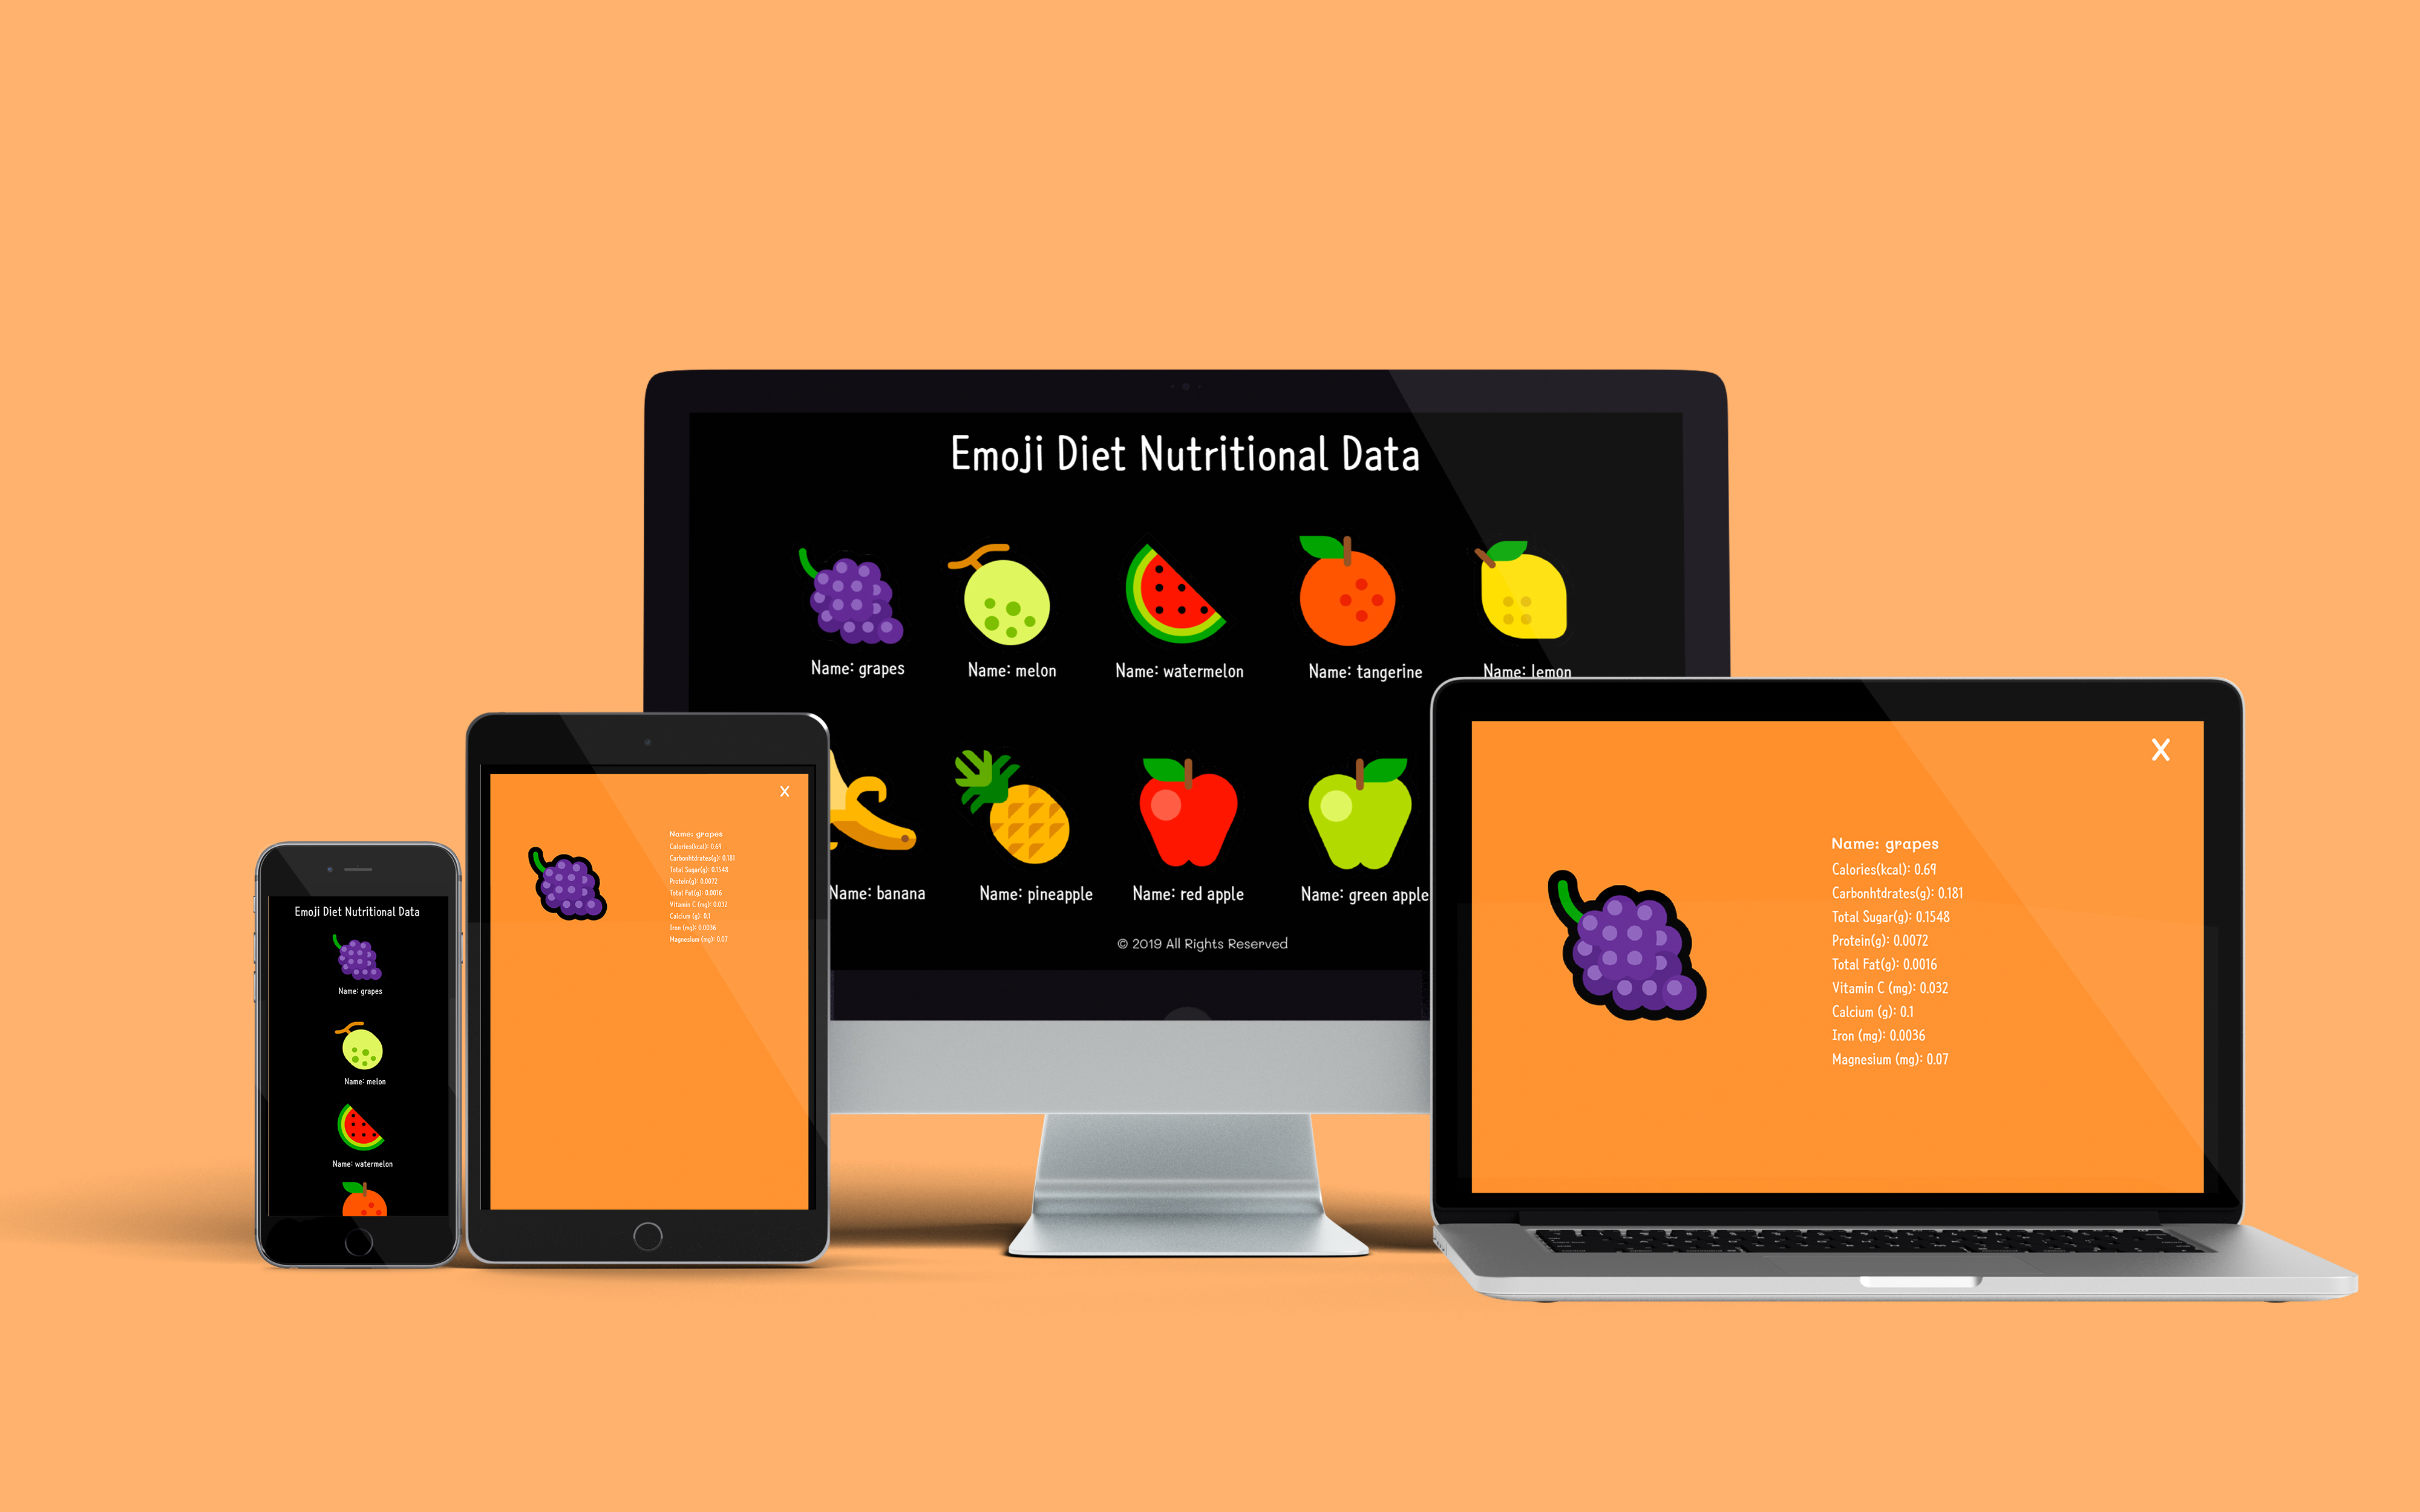 Emoji Diet Nutritional Data
Name: grapes
Name: melon
Name: watermelon
Name: tangerine
Name: lemon
Name: banana
Name: pineapple
Name: red apple
Name: green apple
© 2019 All Rights Reserved
Emoji Diet Nutritional Data
Name: grapes
Name: melon
Name: watermelon
X
Name: grapes
Calories(kcal): 0.69
Carbonhtdrates(g): 0.181
Total Sugar(g): 0.1548
Protein(g): 0.0072
Total Fat(g): 0.0016
Vitamin C (mg): 0.032
Calcium (g): 0.1
Iron (mg): 0.0036
Magnesium (mg): 0.07
X
Name: grapes
Calories(kcal): 0.69
Carbonhtdrates(g): 0.181
Total Sugar(g): 0.1548
Protein(g): 0.0072
Total Fat(g): 0.0016
Vitamin C (mg): 0.032
Calcium (g): 0.1
Iron (mg): 0.0036
Magnesium (mg): 0.07